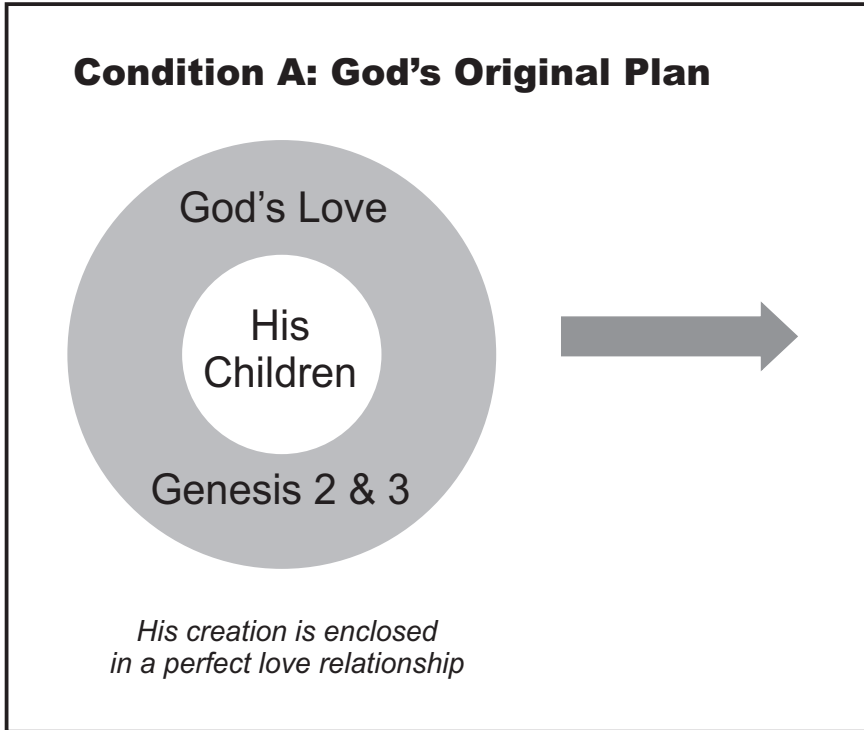 Condition A: God’s Original Plan
God’s Love
His
Children
Genesis 2 & 3
His creation is enclosed
in a perfect love relationship